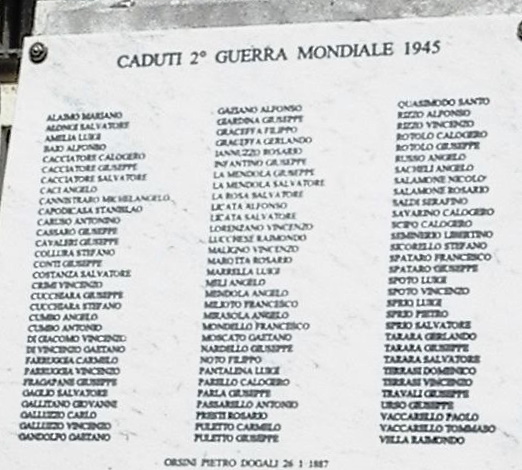 CADUTI 2° GUERRA MONDIALE 1945
ALAIMO MARIANO
ALONGI SALVATORE
AMELLA LUIGI
BAIO ALFONSO
CACCIATORE CALOGERO
CACCIATORE GIUSEPPE
CACCIATORE SALVATORE
CACI ANGELO
CANNISTRARO MICHELANGELO
CAPODICASA STANISLAO
CARUSO ANTONINO
CASSARO GIUSEPPE
CAVALERI GIUSEPPE
COLLURA STEFANO
CONTI GIUSEPPE
COSTANZA SALVATORE
CRIMI VINCENZO
CUCCHIARA GIUSEPPE
CUCCHIARA STEFANO
CUMBO ANGELO
CUMBO ANTONIO
DI GIACOMO VINCENZO
DI VINCENZO GAETANO
FARRUGGIA CARMELO
FARRUGGIA VINCENZO
FRAGAPANE GIUSEPPE
GAGLIO SALVATORE
GALLITANO GIOVANNI
GALLUZZO CARLO
GALLUZZO VINCENZO
GANDOLFO GAETANO
GAZIANO ALFONSO
GIARDINA GIUSEPPE
GRACEFFA FILIPPO
GRACEFFA GERLANDO
IANNUZZO ROSARIO
INFANTINO GIUSEPPE
LA MENDOLA GIUSEPPE
LA MENDOLA SALVATORE
LA ROSA SALVATORE
LICATA ALFONSO
LICATA SALVATORE
LORENZANO VINCENZO
LUCCHESE RAIMONDO
MALIGNO VINCENZO
MAROTTA ROSARIO
MARRELLA LUIGI
MELI ANGELO
MENDOLA ANGELO
MILIOTO FRANCESCO
MIRASOLA ANGELO
MONDELLO FRANCESCO
MOSCATO GAETANO
NARDELLO GIUSEPPE
NOTO FILIPPO
PANTALENA LUIGI
PARELLO CALOGERO
PARLA GIUSEPPE
PASSARELLO ANTONIO
PRESTI ROSARIO
PULETTO CARMELO
PULETTO GIUSEPPE
QUASIMODO SANTO
RIZZO ALFONSO
RIZZO VINCENZO
ROTOLO CALOGERO
ROTOLO GIUSEPPE
RUSSO ANGELO
SACHELI ANGELO
SALAMONE NICOLO'
SALAMONE ROSARIO
SALDI SERAFINO
SAVARINO CALOGERO
SCIPO CALOGERO
SEMINERIO LIBERTINO
SICORELLO STEFANO
SPATARO FRANCESCO
SPATARO GIUSEPPE
SPOTO LUIGI
SPOTO VINCENZO
SPRIO LUIGI
SPRIO PIETRO
SPRIO SALVATORE
TARARA GERLANDO
TARARA GIUSEPPE
TARARA SALVATORE
TERRASI DOMENICO
TERRASI VINCENZO
TRAVALI GIUSEPPE
URSO GIUSEPPE
VACCARELLO PAOLO
VACCARELLO TOMMASO
VELLA RAIMONDO
ORSINI PIETRO DOGALI 26 1 1887